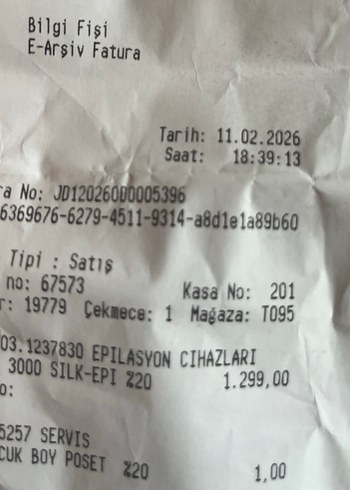 Bilgi Fişi
E-Arşiv Fatura
Tarih: 11.02.2026
Saat: 18:39:13
ra No: JD12026000005396
6369676-6279-4511-9314-a8d1e1a89b60
Tipi : Satış
no: 67573 Kasa No: 201
r: 19779 Çekmece: 1 Mağaza: T095
03.1237830 EPILASYON CIHAZLARI
3000 SILK-EPI %20 1.299,00
o:
5257 SERVIS
CUK BOY POSET %20 1,00